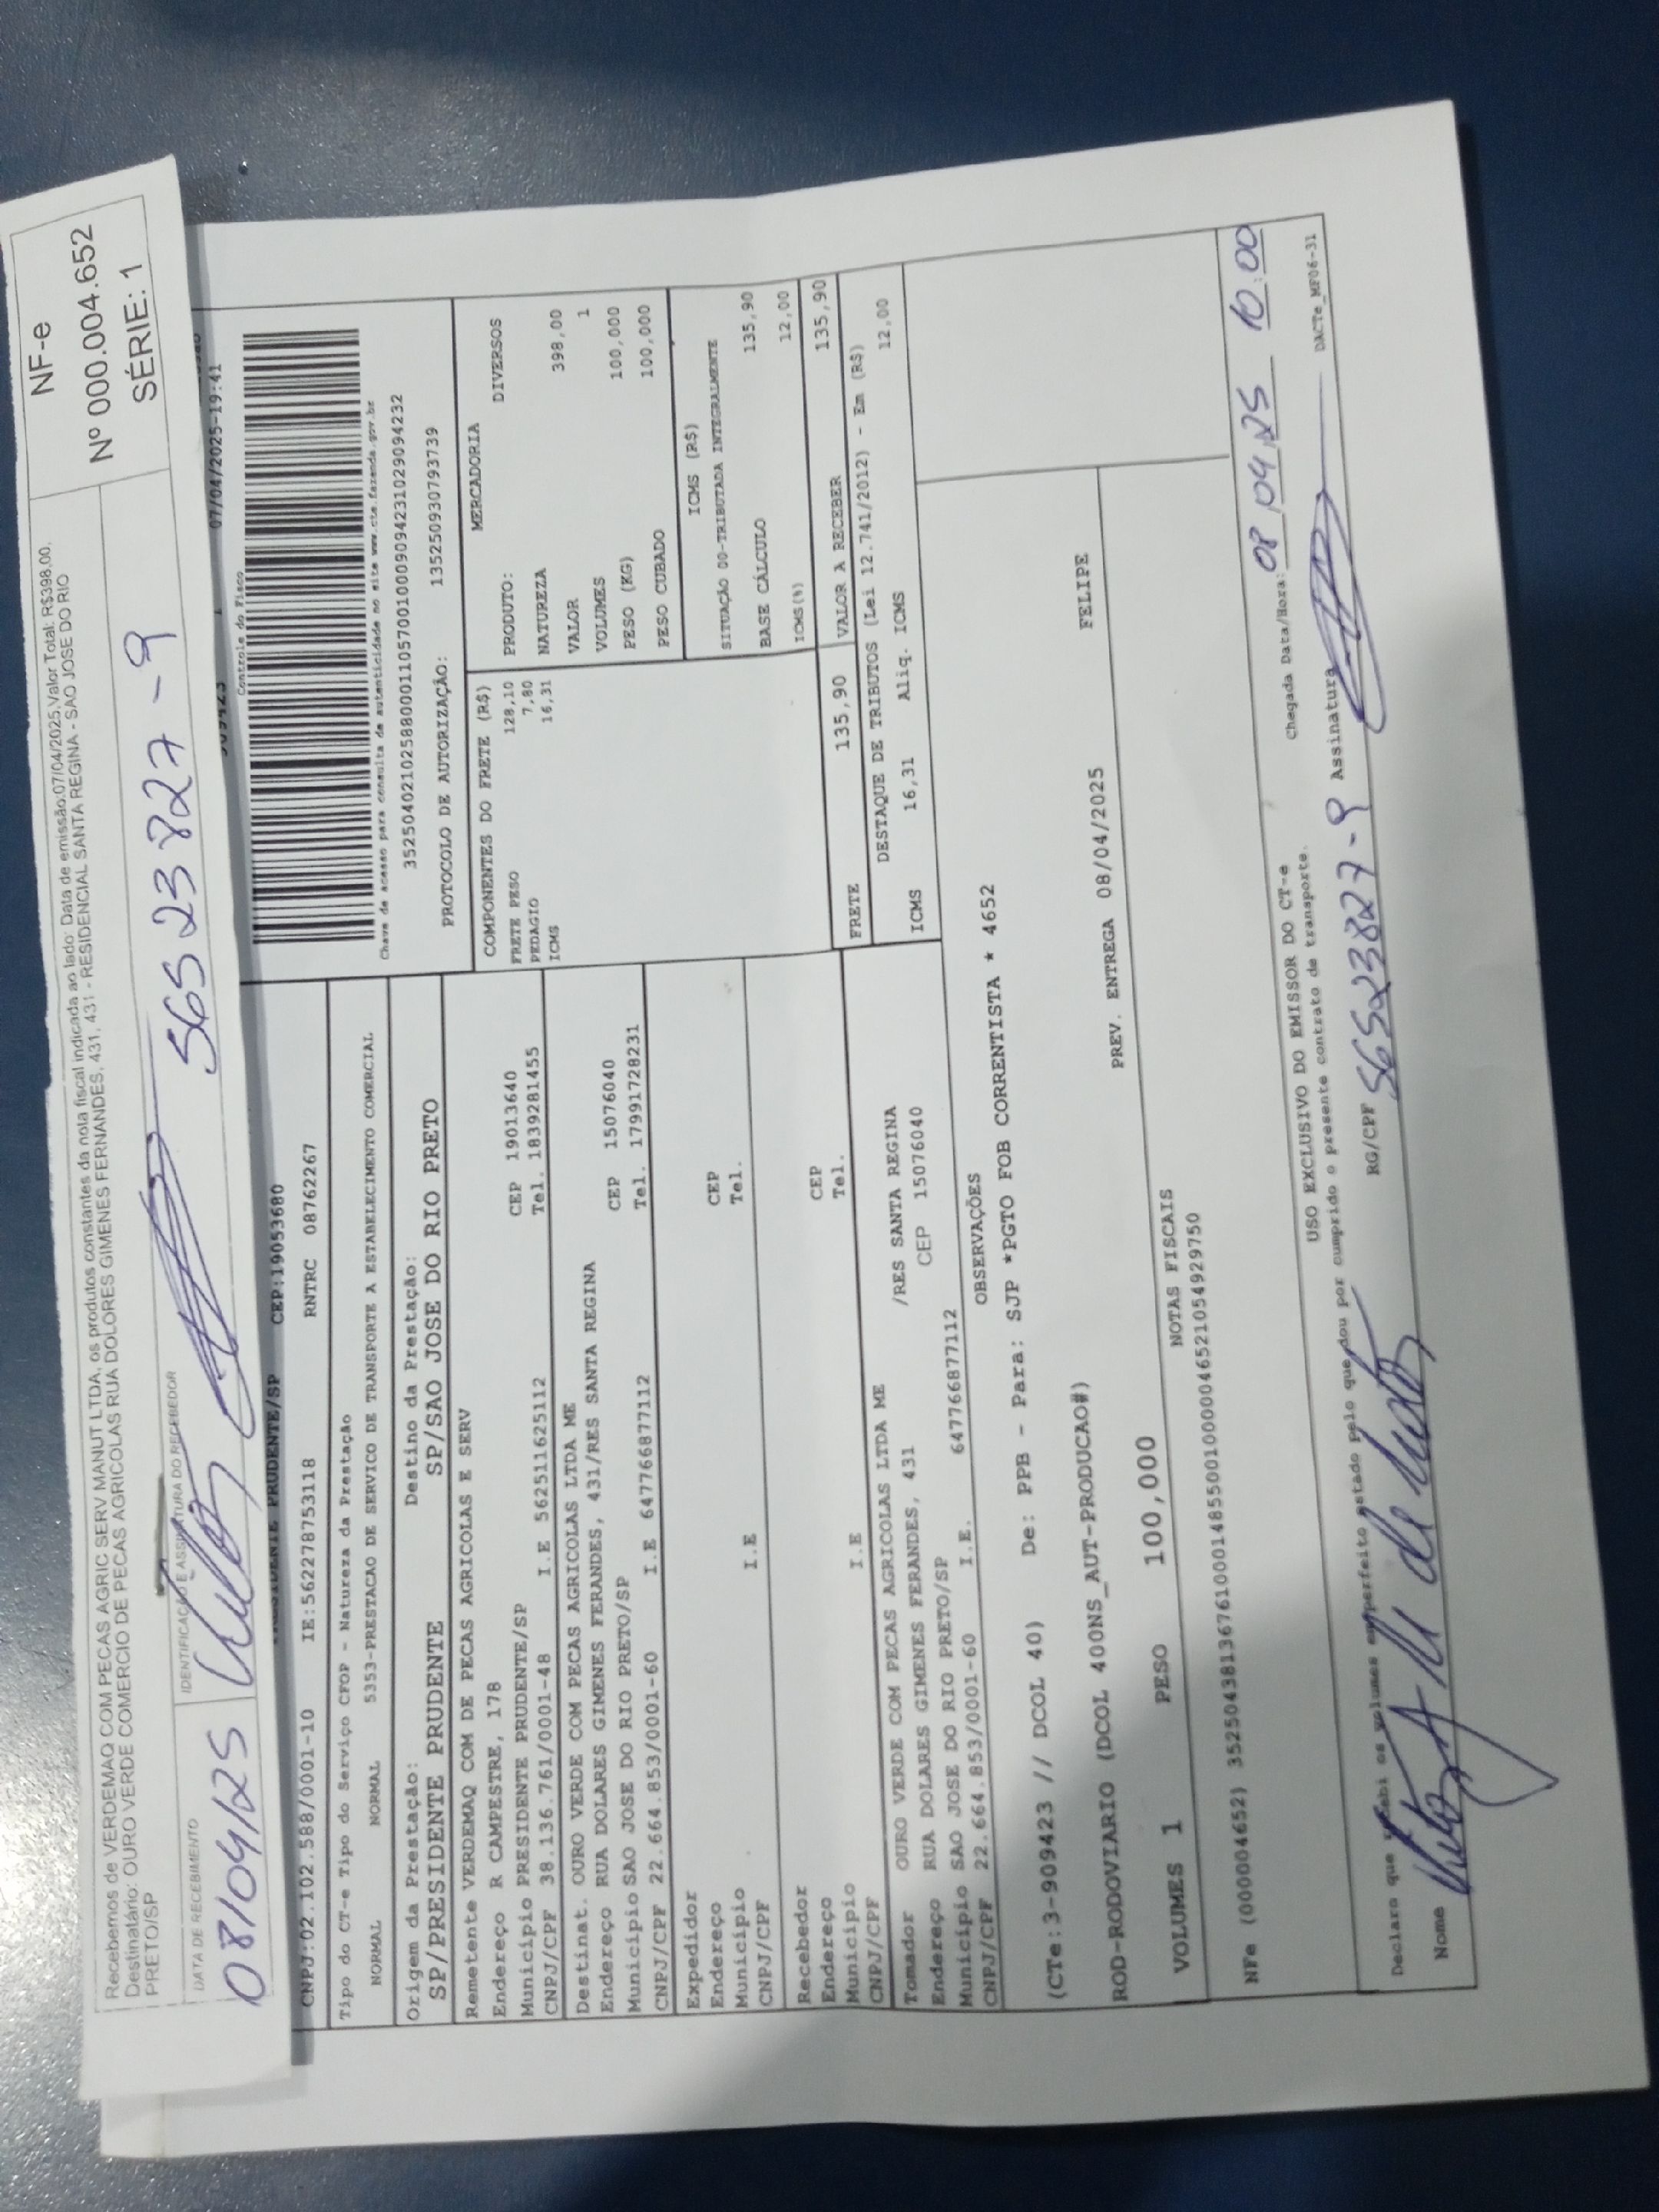 Recebemos de VERDEMAQ COM PEÇAS AGRIC SERV MANUT LTDA, os produtos constantes da nota fiscal indicada ao lado: Data de emissão:07/04/2025,Valor Total: R$398,00,
Destinatário: OURO VERDE COMERCIO DE PECAS AGRICOLAS RUA DOLORES GIMENES FERNANDES, 431, 431 - RESIDENCIAL SANTA REGINA - SAO JOSE DO RIO
PRETO/SP
NF-e
Nº 000.004.652
SÉRIE: 1
DATA DE RECEBIMENTO
IDENTIFICAÇÃO E ASSINATURA DO RECEBEDOR
08/04/25
56523827-9
07/04/2025-19:41
PRESIDENTE PRUDENTE/SP CEP:19053680
CNPJ:02.102.588/0001-10 IE:562278753118 RNTRC 08762267
Controle do Fisco
Tipo do CT-e Tipo do Serviço CFOP - Natureza da Prestação
NORMAL NORMAL 5353-PRESTACAO DE SERVICO DE TRANSPORTE A ESTABELECIMENTO COMERCIAL
Chave de acesso para consulta de autenticidade no site www.cte.fazenda.gov.br
35250402102588000110570010009094231029094232
Origem da Prestação: Destino da Prestação:
SP/PRESIDENTE PRUDENTE SP/SAO JOSE DO RIO PRETO
PROTOCOLO DE AUTORIZAÇÃO: 135250930793739
Remetente VERDEMAQ COM DE PECAS AGRICOLAS E SERV
Endereço R CAMPESTRE, 178 CEP 19013640
Município PRESIDENTE PRUDENTE/SP Tel. 1839281455
CNPJ/CPF 38.136.761/0001-48 I.E 562511625112
COMPONENTES DO FRETE (R$)
FRETE PESO 128,10
PEDAGIO 7,80
ICMS 16,31
MERCADORIA
PRODUTO: DIVERSOS
NATUREZA
VALOR 398,00
VOLUMES 1
PESO (KG) 100,000
PESO CUBADO 100,000
Destinat. OURO VERDE COM PECAS AGRICOLAS LTDA ME
Endereço RUA DOLARES GIMENES FERANDES, 431/RES SANTA REGINA
Município SAO JOSE DO RIO PRETO/SP CEP 15076040
CNPJ/CPF 22.664.853/0001-60 I.E 647766877112 Tel. 17991728231
ICMS (R$)
SITUAÇÃO 00-TRIBUTADA INTEGRALMENTE
BASE CÁLCULO 135,90
ICMS(%) 12,00
Expedidor
Endereço
Município CEP
CNPJ/CPF I.E Tel.
Recebedor
Endereço
Município CEP
CNPJ/CPF I.E Tel.
FRETE 135,90 VALOR A RECEBER 135,90
DESTAQUE DE TRIBUTOS (Lei 12.741/2012) - Em (R$)
ICMS 16,31 Aliq. ICMS 12,00
Tomador OURO VERDE COM PECAS AGRICOLAS LTDA ME
Endereço RUA DOLARES GIMENES FERANDES, 431 /RES SANTA REGINA
Município SAO JOSE DO RIO PRETO/SP CEP 15076040
CNPJ/CPF 22.664.853/0001-60 I.E. 647766877112
OBSERVAÇÕES
(CTe:3-909423 // DCOL 40) De: PPB - Para: SJP *PGTO FOB CORRENTISTA * 4652
ROD-RODOVIARIO (DCOL 400NS_AUT-PRODUCAO#) PREV. ENTREGA 08/04/2025 FELIPE
VOLUMES 1 PESO 100,000
NOTAS FISCAIS
NFe (000004652) 35250438136761000148550010000046521054929750
USO EXCLUSIVO DO EMISSOR DO CT-e
Chegada Data/Hora: 08/04/25 10:00
Declaro que recebi os volumes em perfeito estado pelo que dou por cumprido o presente contrato de transporte.
Nome RG/CPF 56523827-9 Assinatura
DACTe_MF06-31